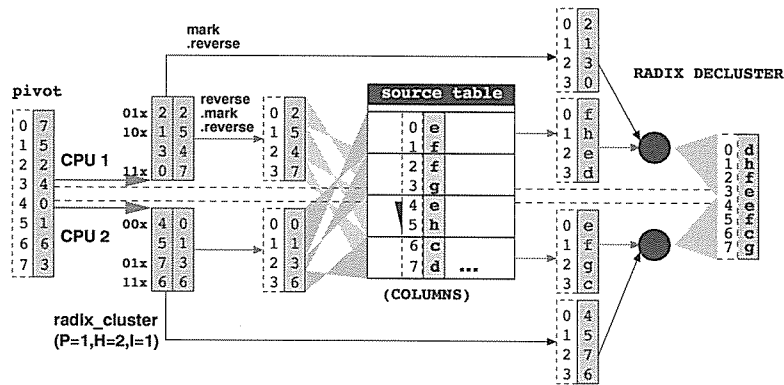 mark
.reverse
RADIX DECLUSTER
pivot
0 7
1 5
2 2
3 4
4 0
5 1
6 6
7 3
CPU 1
CPU 2
01x
10x
11x
2 2
1 5
3 4
0 7
00x
01x
11x
4 0
5 1
7 3
6 6
radix_cluster
(P=1,H=2,I=1)
reverse
.mark
.reverse
0 2
1 5
2 4
3 7
0 0
1 1
2 3
3 6
source table
0 e
1 f
2 f
3 g
4 e
5 h
6 c
7 d ...
(COLUMNS)
0 2
1 1
2 3
3 0
0 f
1 h
2 e
3 d
0 e
1 f
2 g
3 c
0 4
1 5
2 7
3 6
0 d
1 h
2 f
3 e
4 e
5 f
6 c
7 g